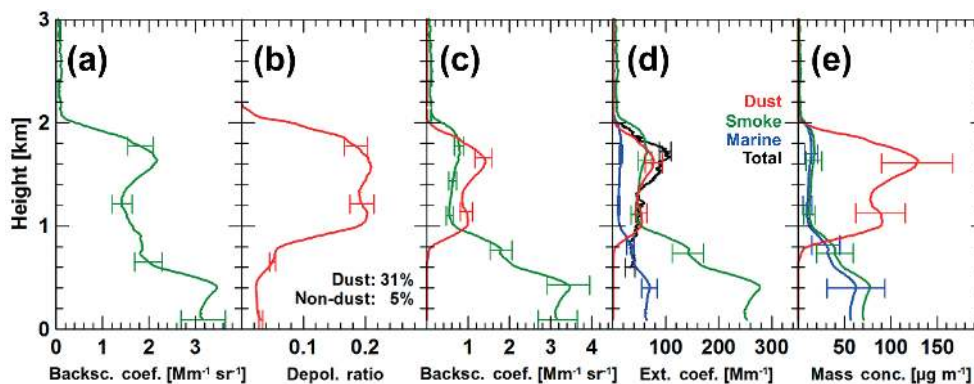 3
2
1
0
Height [km]
(a)
(b)
(c)
(d)
(e)
Dust: 31%
Non-dust: 5%
Dust
Smoke
Marine
Total
0 1 2 3
0.1 0.2
1 2 3 4
100 200 300
0 50 100 150
Backsc. coef. [Mm⁻¹ sr⁻¹]
Depol. ratio
Backsc. coef. [Mm⁻¹ sr⁻¹]
Ext. coef. [Mm⁻¹]
Mass conc. [µg m⁻³]